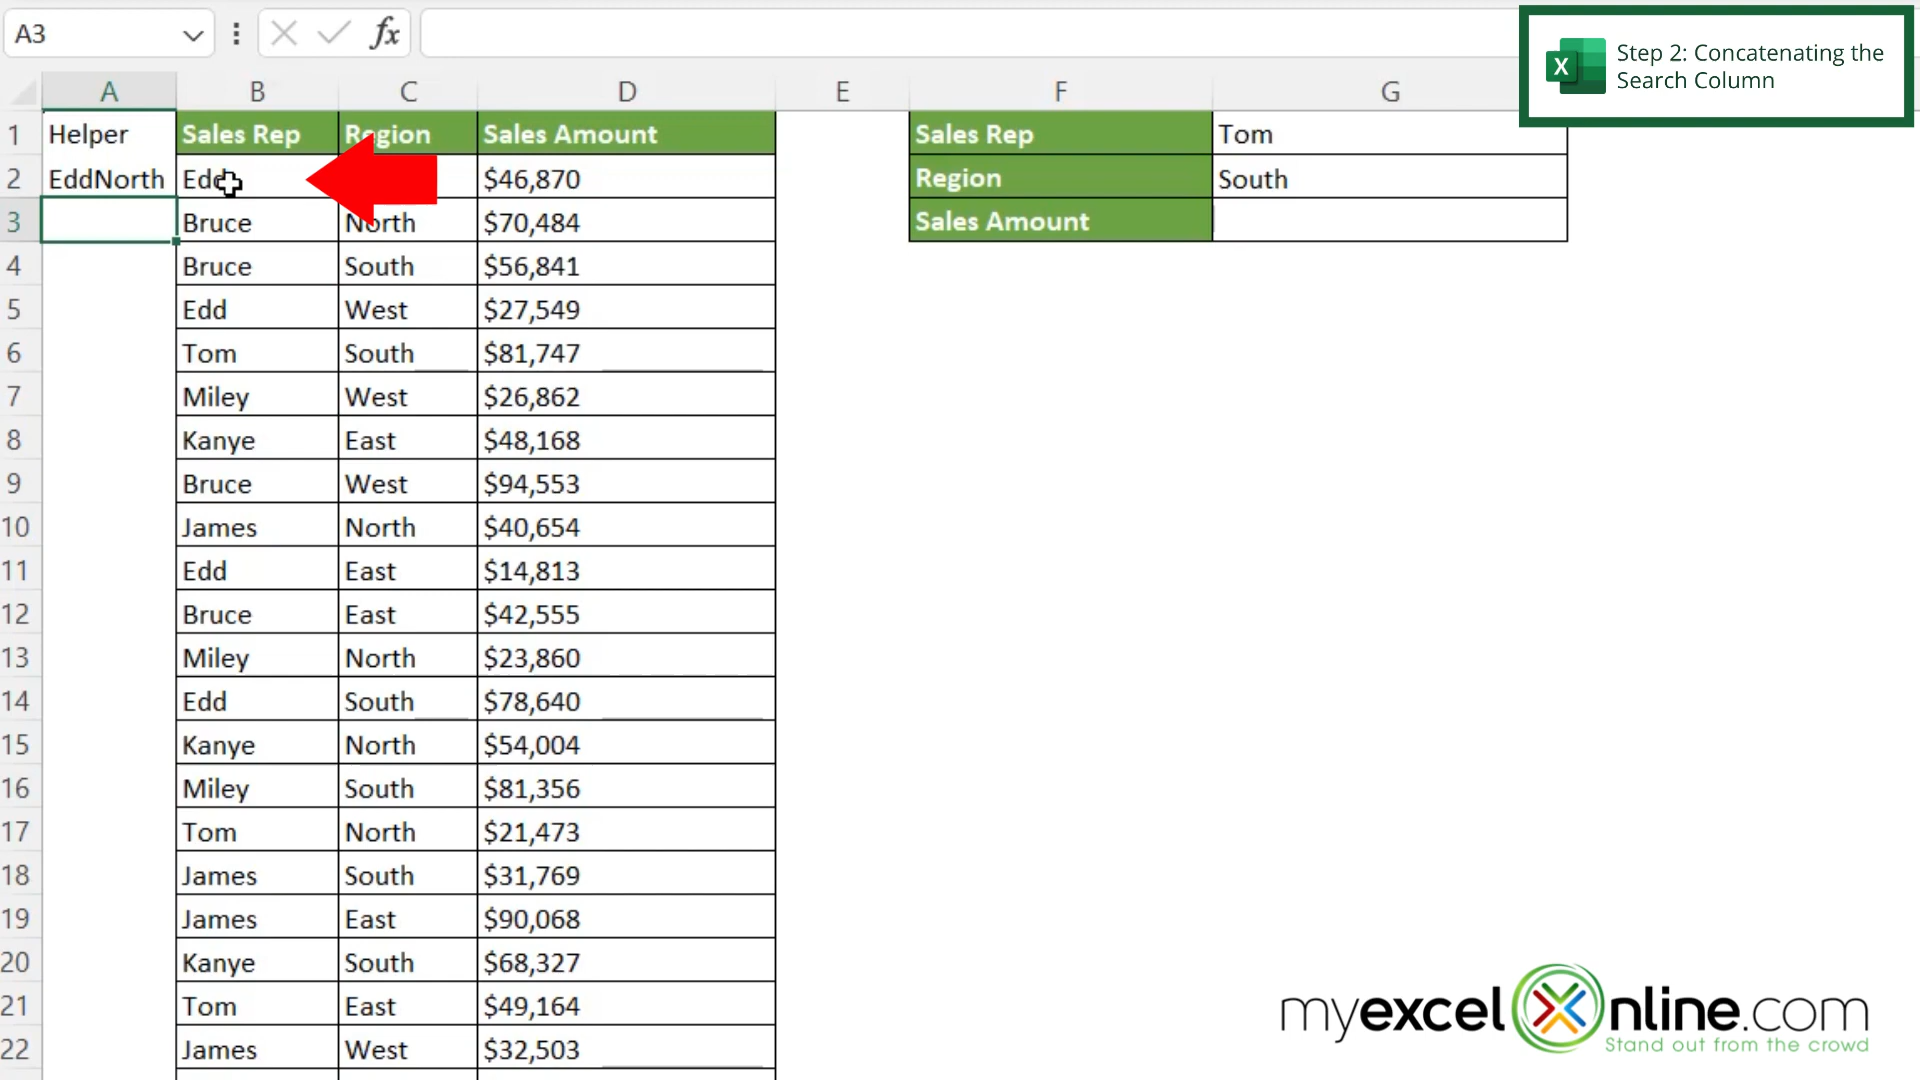 A3 fx
Step 2: Concatenating the
Search Column
A B C D E F G
1 Helper Sales Rep Region Sales Amount Sales Rep Tom
2 EddNorth Edd $46,870 Region South
3 Bruce North $70,484 Sales Amount
4 Bruce South $56,841
5 Edd West $27,549
6 Tom South $81,747
7 Miley West $26,862
8 Kanye East $48,168
9 Bruce West $94,553
10 James North $40,654
11 Edd East $14,813
12 Bruce East $42,555
13 Miley North $23,860
14 Edd South $78,640
15 Kanye North $54,004
16 Miley South $81,356
17 Tom North $21,473
18 James South $31,769
19 James East $90,068
20 Kanye South $68,327
21 Tom East $49,164
22 James West $32,503
myexcelonline.com
Stand out from the crowd